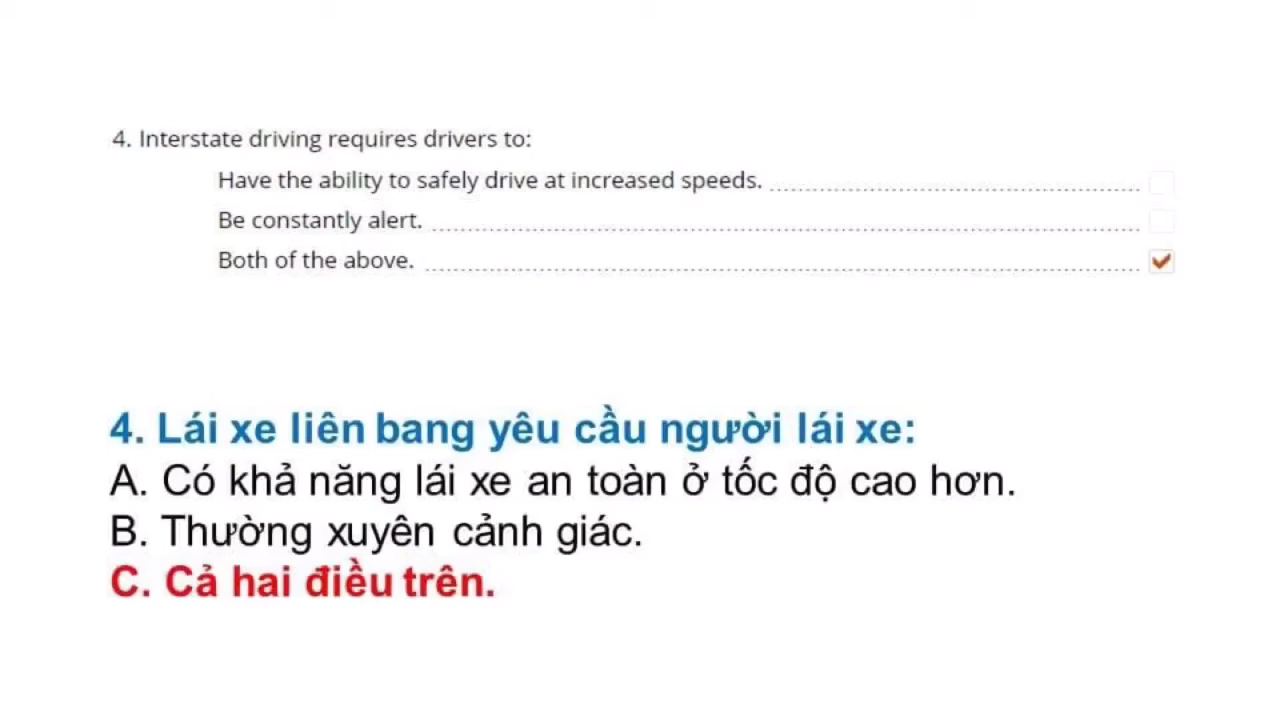 4. Interstate driving requires drivers to:
Have the ability to safely drive at increased speeds.
Be constantly alert.
Both of the above.
4. Lái xe liên bang yêu cầu người lái xe:
A. Có khả năng lái xe an toàn ở tốc độ cao hơn.
B. Thường xuyên cảnh giác.
C. Cả hai điều trên.